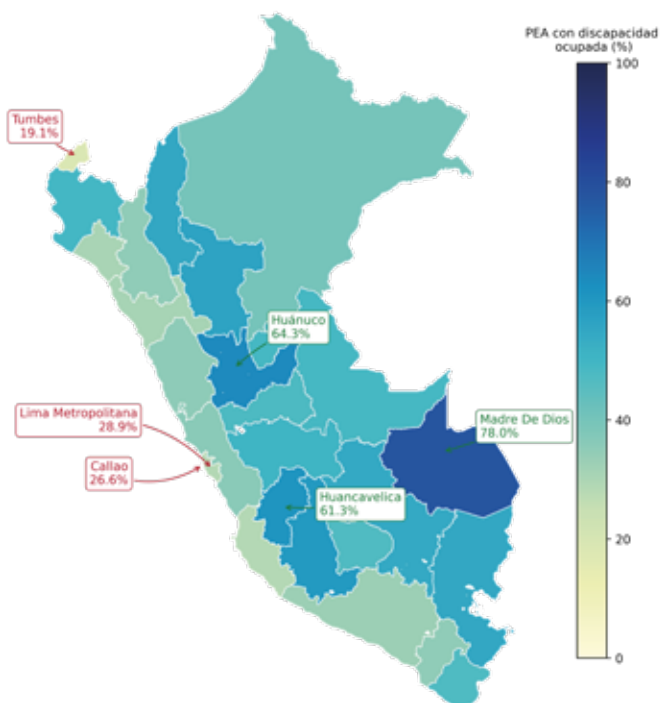 PEA con discapacidad
ocupada (%)
100
80
60
40
20
0
Tumbes
19.1%
Huánuco
64.3%
Lima Metropolitana
28.9%
Madre De Dios
78.0%
Callao
26.6%
Huancavelica
61.3%